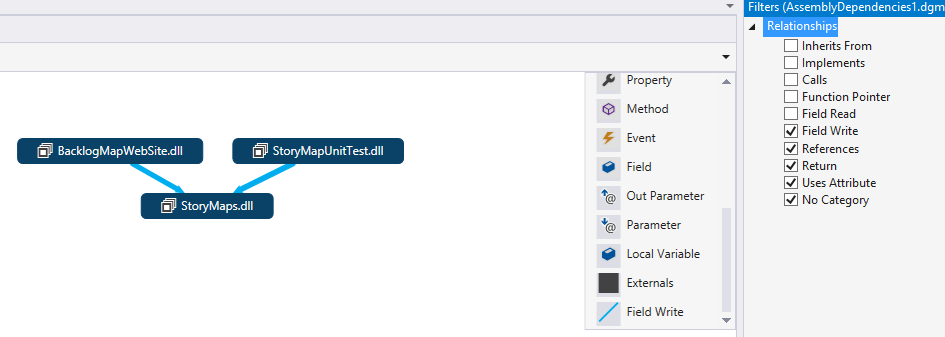 Filters (AssemblyDependencies1.dgm
Relationships
Inherits From
Implements
Calls
Function Pointer
Field Read
Field Write
References
Return
Uses Attribute
No Category
BacklogMapWebSite.dll
StoryMapUnitTest.dll
StoryMaps.dll
Property
Method
Event
Field
Out Parameter
Parameter
Local Variable
Externals
Field Write